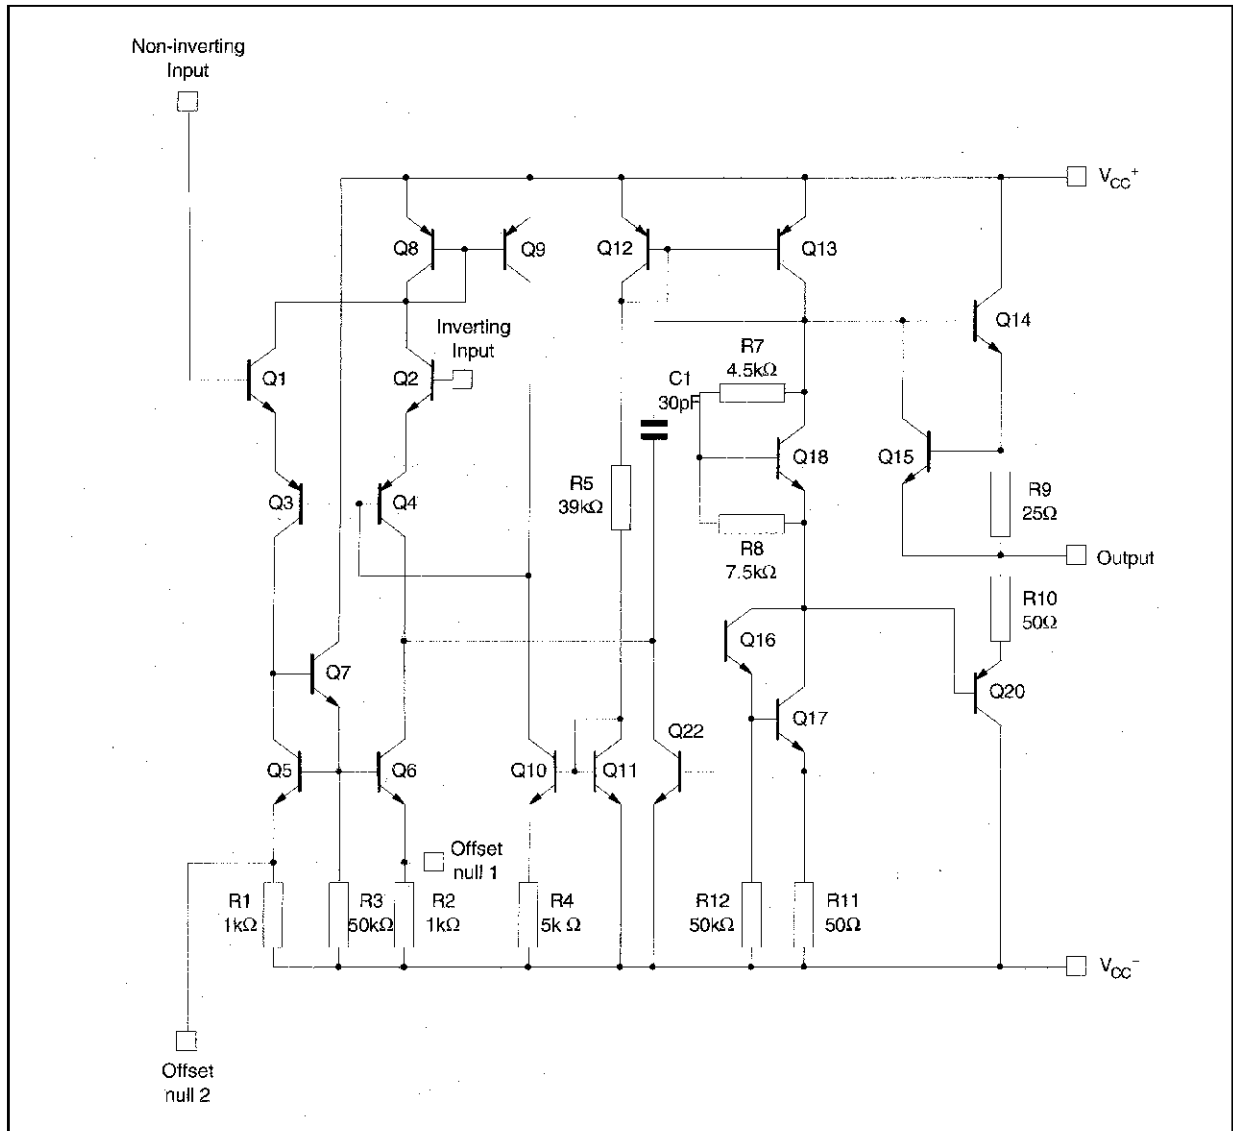 Non-inverting
Input
V_CC+
Q8
Q9
Q12
Q13
Inverting
Input
Q14
Q1
Q2
R7
4.5kΩ
C1
30pF
Q18
Q15
Q3
Q4
R5
39kΩ
R9
25Ω
R8
7.5kΩ
Output
R10
50Ω
Q16
Q7
Q20
Q17
Q22
Q5
Q6
Q10
Q11
Offset
null 1
R1
1kΩ
R3
50kΩ
R2
1kΩ
R4
5k Ω
R12
50kΩ
R11
50Ω
V_CC−
Offset
null 2